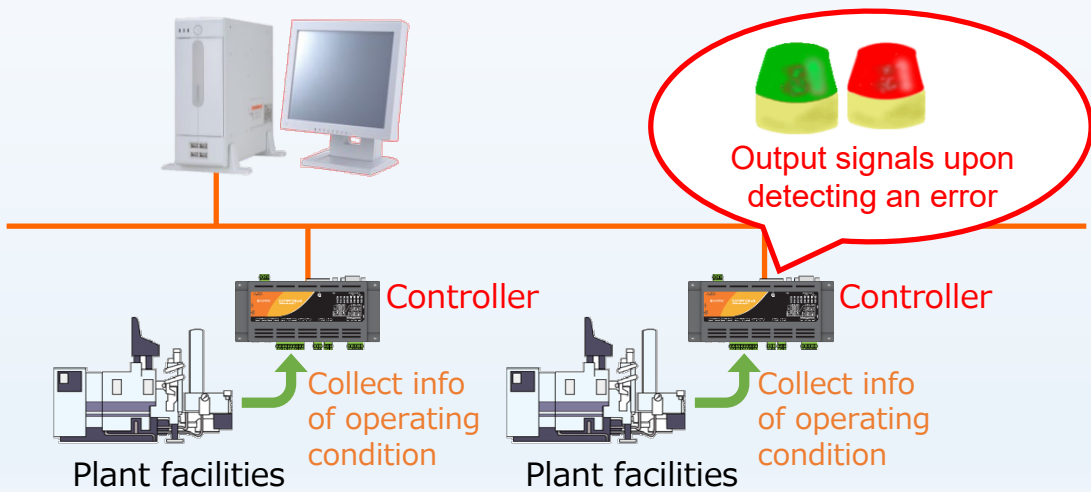 Output signals upon
detecting an error
Controller
Controller
Collect info
of operating
condition
Collect info
of operating
condition
Plant facilities
Plant facilities